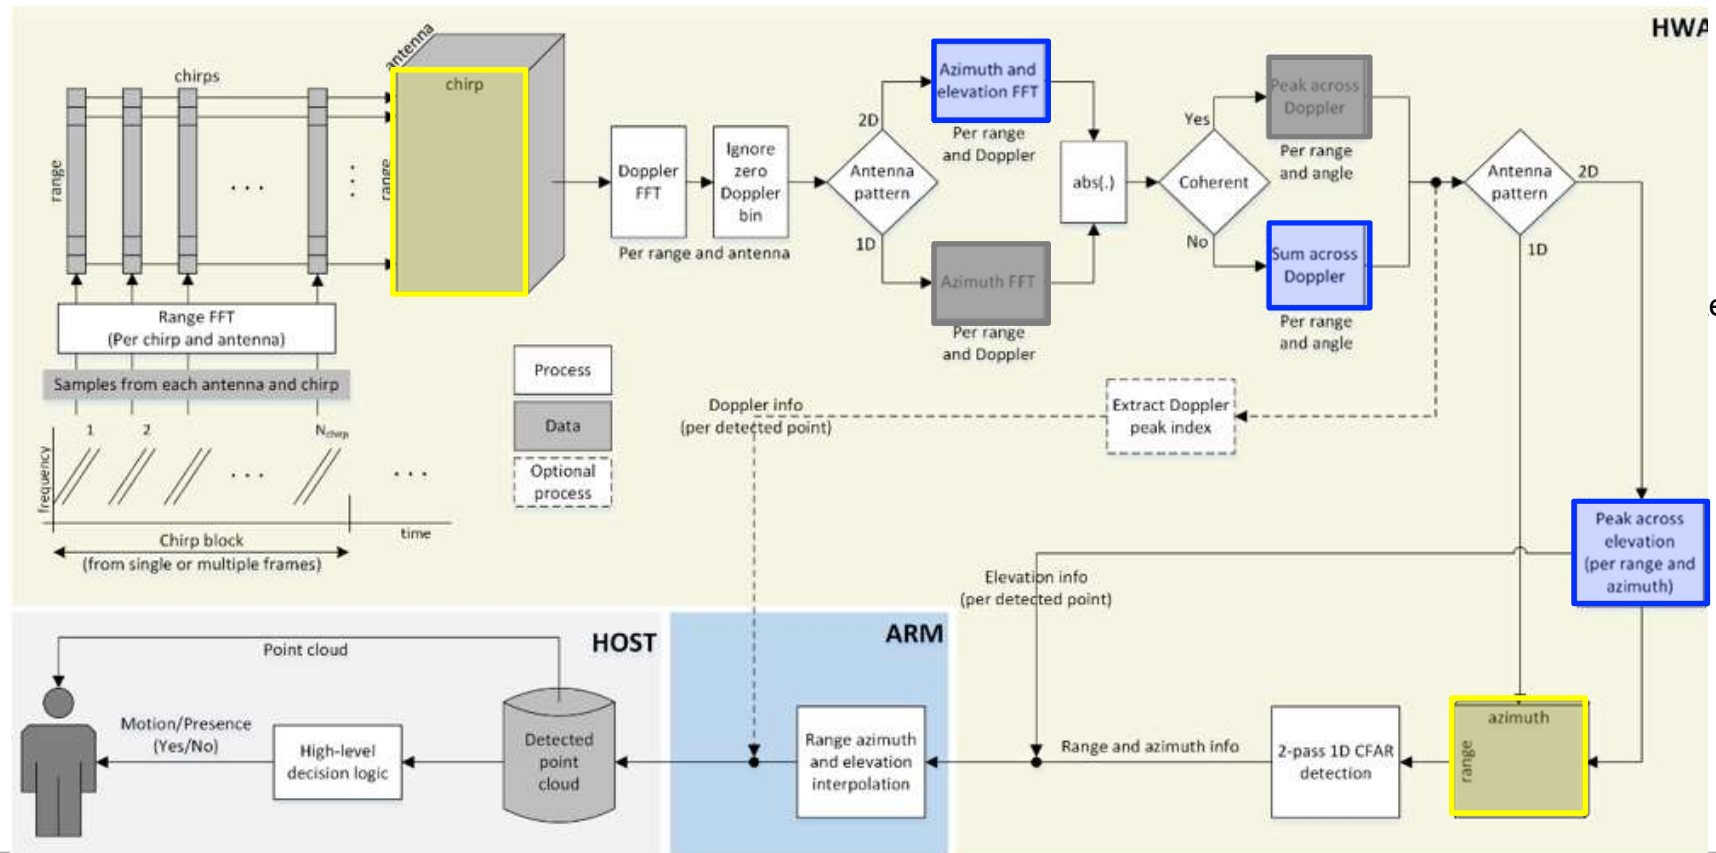 HWA
antenna
chirps
chirp
range
range
Range FFT
(Per chirp and antenna)
Samples from each antenna and chirp
1
2
N_chirp
frequency
time
Chirp block
(from single or multiple frames)
Process
Data
Optional
process
Doppler
FFT
Ignore
zero
Doppler
bin
Per range and antenna
Antenna
pattern
2D
1D
Azimuth and
elevation FFT
Per range
and Doppler
Azimuth FFT
Per range
and Doppler
abs(.)
Coherent
Yes
No
Peak across
Doppler
Per range
and angle
Sum across
Doppler
Per range
and angle
Antenna
pattern
2D
1D
Extract Doppler
peak index
Doppler info
(per detected point)
Peak across
elevation
(per range and
azimuth)
Elevation info
(per detected point)
azimuth
range
2-pass 1D CFAR
detection
Range and azimuth info
ARM
Range azimuth
and elevation
interpolation
HOST
Point cloud
Detected
point
cloud
High-level
decision logic
Motion/Presence
(Yes/No)